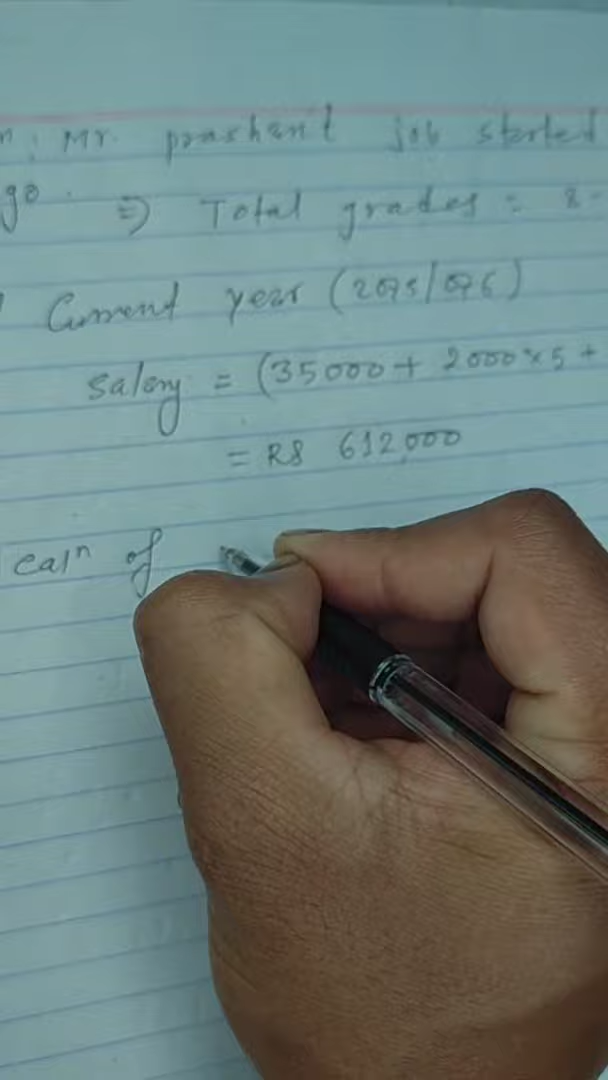 n: Mr. prashant job started
go. => Total grades = 8-
Current year (2075/076)
Salary = (35000 + 2000×5 +
= RS 612,000
caln of